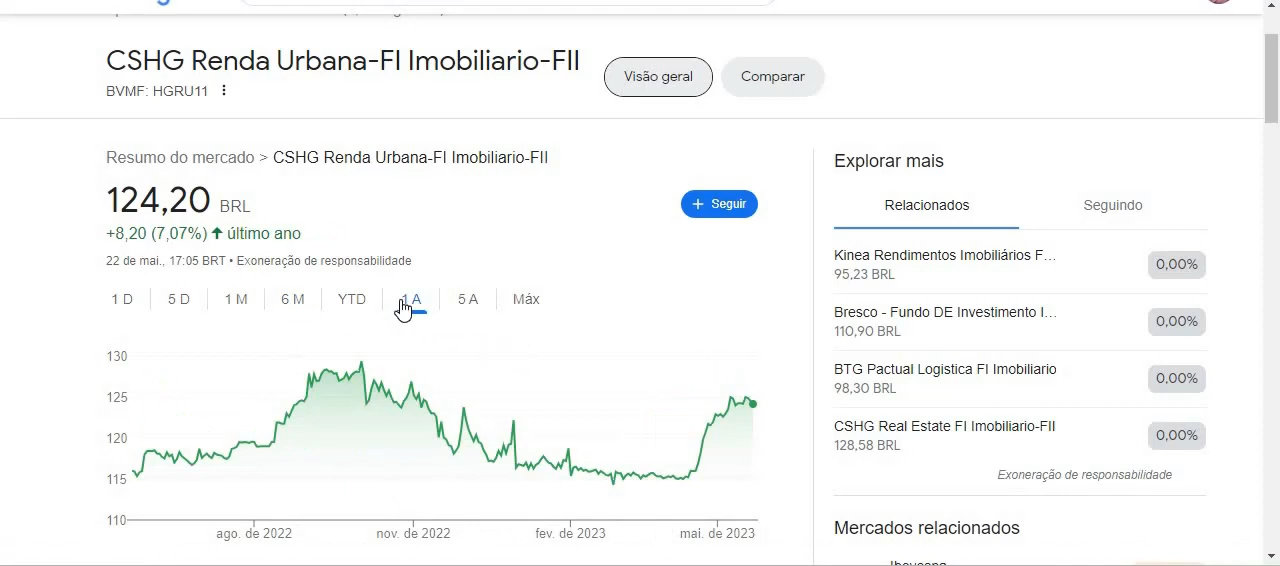 CSHG Renda Urbana-FI Imobiliario-FII
BVMF: HGRU11
Visão geral
Comparar
Resumo do mercado > CSHG Renda Urbana-FI Imobiliario-FII
124,20 BRL
+ Seguir
+8,20 (7,07%) ↑ último ano
22 de mai., 17:05 BRT • Exoneração de responsabilidade
1 D
5 D
1 M
6 M
YTD
1 A
5 A
Máx
130
125
120
115
110
ago. de 2022
nov. de 2022
fev. de 2023
mai. de 2023
Explorar mais
Relacionados
Seguindo
Kinea Rendimentos Imobiliários F...
95,23 BRL
0,00%
Bresco - Fundo DE Investimento I...
110,90 BRL
0,00%
BTG Pactual Logistica FI Imobiliario
98,30 BRL
0,00%
CSHG Real Estate FI Imobiliario-FII
128,58 BRL
0,00%
Exoneração de responsabilidade
Mercados relacionados